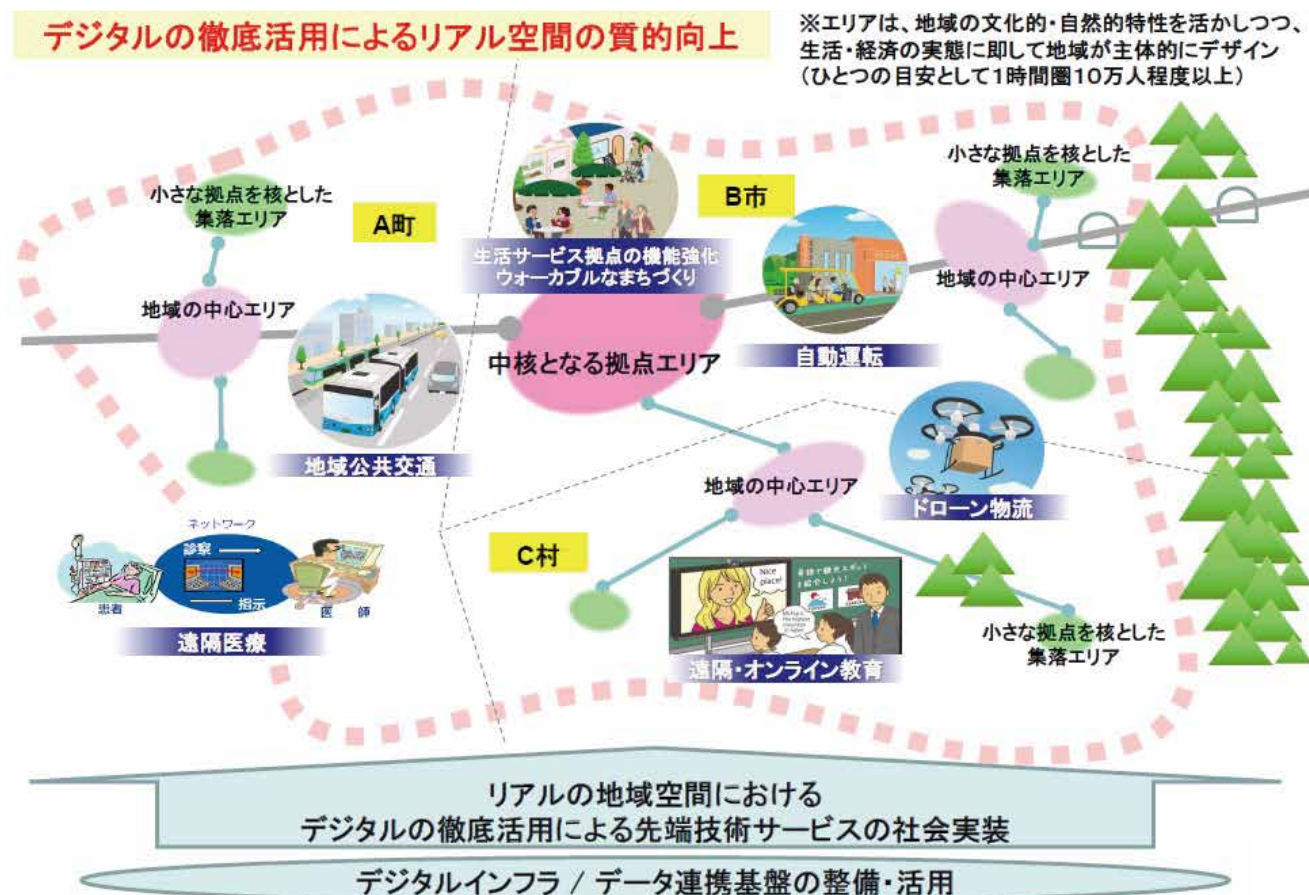 デジタルの徹底活用によるリアル空間の質的向上
※エリアは、地域の文化的・自然的特性を活かしつつ、
生活・経済の実態に即して地域が主体的にデザイン
（ひとつの目安として1時間圏10万人程度以上）
小さな拠点を核とした
集落エリア
A町
地域の中心エリア
地域公共交通
生活サービス拠点の機能強化
ウォーカブルなまちづくり
中核となる拠点エリア
B市
自動運転
小さな拠点を核とした
集落エリア
地域の中心エリア
ネットワーク
診察
指示
患者
医師
遠隔医療
C村
地域の中心エリア
ドローン物流
Nice
place!
遠隔・オンライン教育
小さな拠点を核とした
集落エリア
リアルの地域空間における
デジタルの徹底活用による先端技術サービスの社会実装
デジタルインフラ / データ連携基盤の整備・活用